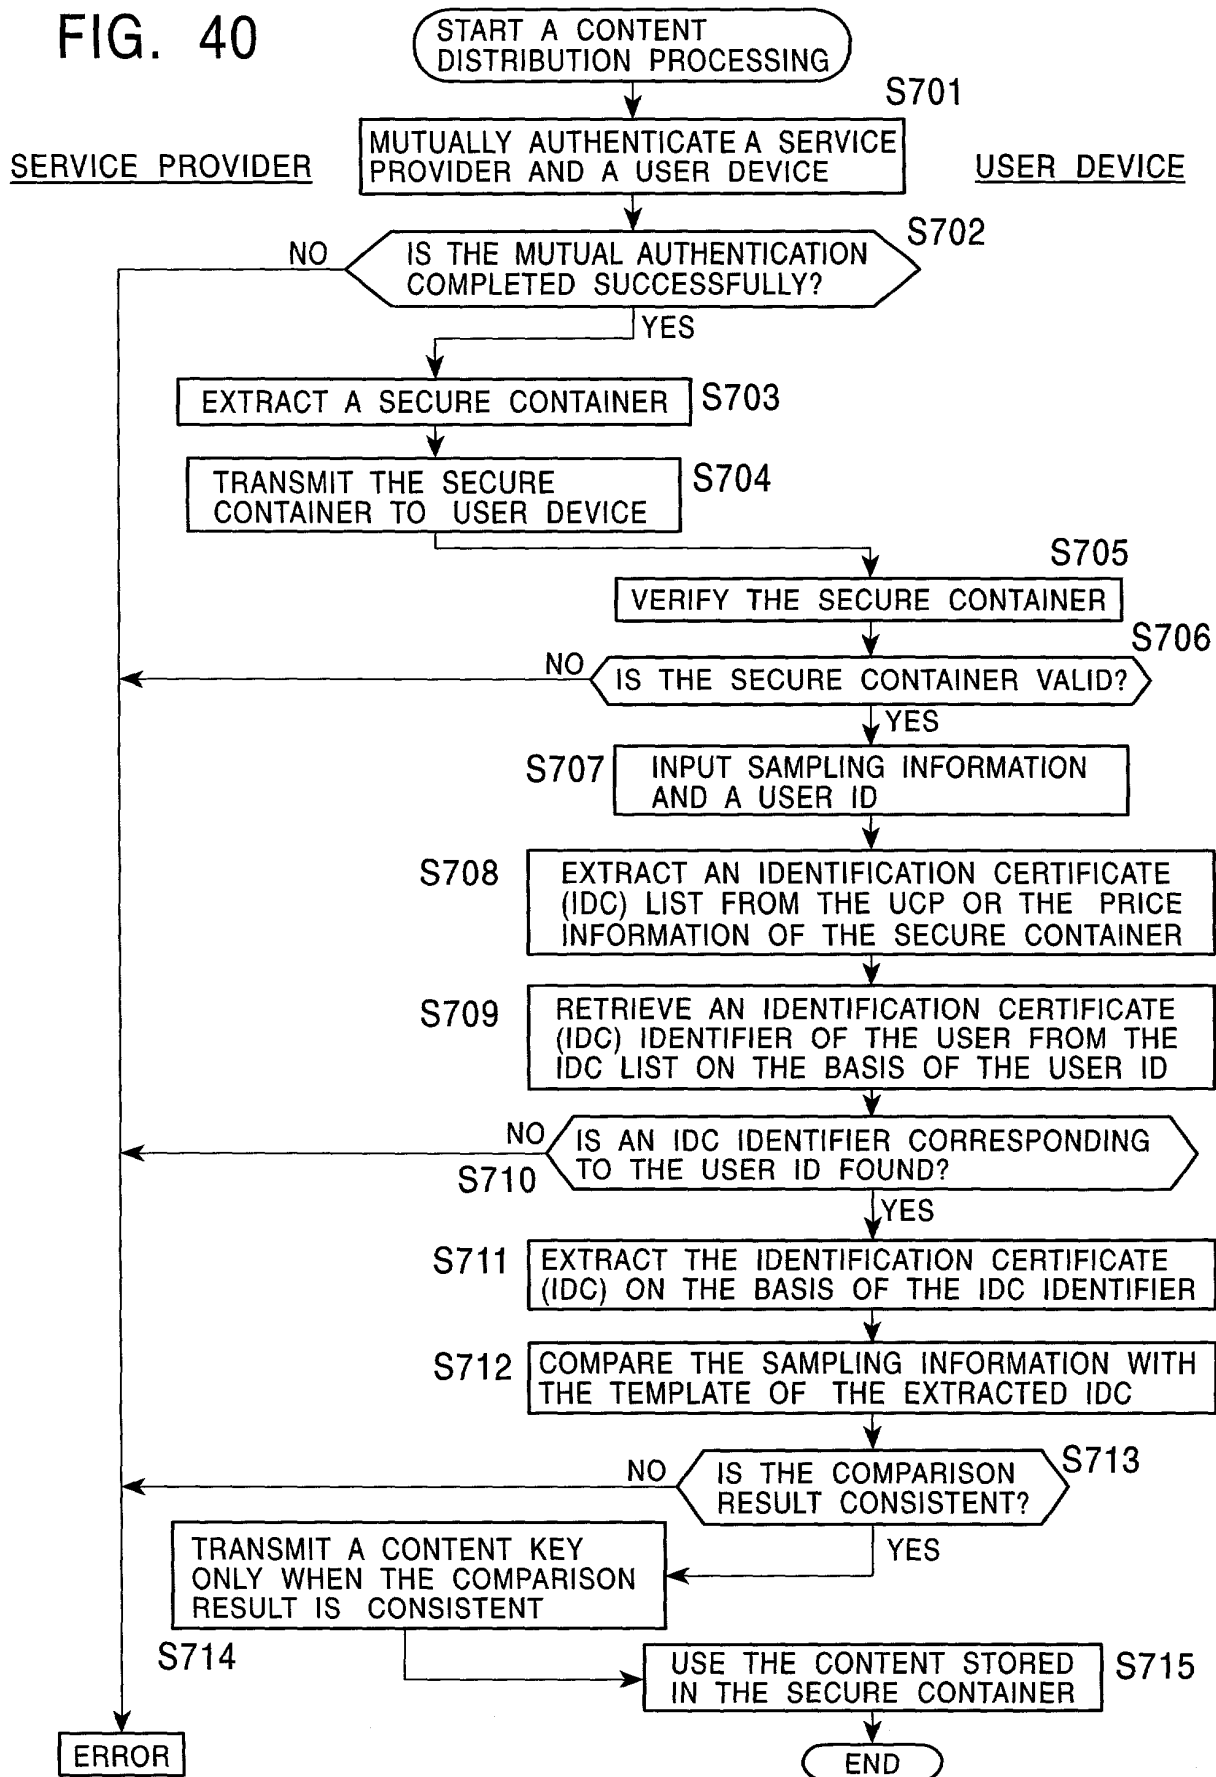 FIG. 40
START A CONTENT
DISTRIBUTION PROCESSING
S701
MUTUALLY AUTHENTICATE A SERVICE
PROVIDER AND A USER DEVICE
SERVICE PROVIDER
USER DEVICE
S702
NO
IS THE MUTUAL AUTHENTICATION
COMPLETED SUCCESSFULLY?
YES
EXTRACT A SECURE CONTAINER
S703
TRANSMIT THE SECURE
CONTAINER TO USER DEVICE
S704
S705
VERIFY THE SECURE CONTAINER
S706
NO
IS THE SECURE CONTAINER VALID?
YES
S707
INPUT SAMPLING INFORMATION
AND A USER ID
S708
EXTRACT AN IDENTIFICATION CERTIFICATE
(IDC) LIST FROM THE UCP OR THE PRICE
INFORMATION OF THE SECURE CONTAINER
S709
RETRIEVE AN IDENTIFICATION CERTIFICATE
(IDC) IDENTIFIER OF THE USER FROM THE
IDC LIST ON THE BASIS OF THE USER ID
NO
IS AN IDC IDENTIFIER CORRESPONDING
TO THE USER ID FOUND?
S710
YES
S711
EXTRACT THE IDENTIFICATION CERTIFICATE
(IDC) ON THE BASIS OF THE IDC IDENTIFIER
S712
COMPARE THE SAMPLING INFORMATION WITH
THE TEMPLATE OF THE EXTRACTED IDC
S713
NO
IS THE COMPARISON
RESULT CONSISTENT?
YES
TRANSMIT A CONTENT KEY
ONLY WHEN THE COMPARISON
RESULT IS CONSISTENT
S714
USE THE CONTENT STORED
IN THE SECURE CONTAINER
S715
ERROR
END